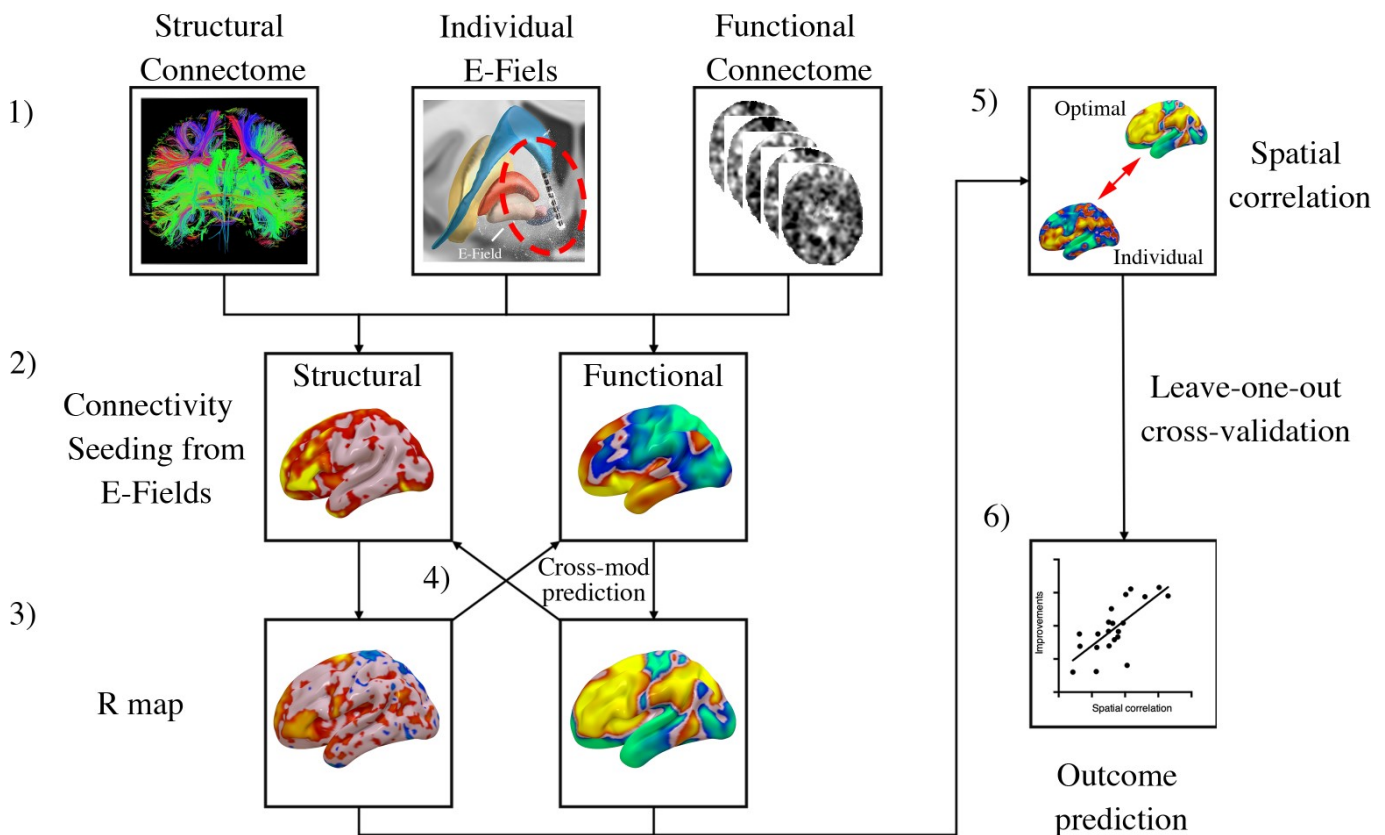 Structural
Connectome
Individual
E-Fiels
Functional
Connectome
1)
E-Field
5)
Optimal
Individual
Spatial
correlation
2)
Connectivity
Seeding from
E-Fields
Structural
Functional
Leave-one-out
cross-validation
4)
Cross-mod
prediction
3)
R map
6)
Improvements
Spatial correlation
Outcome
prediction